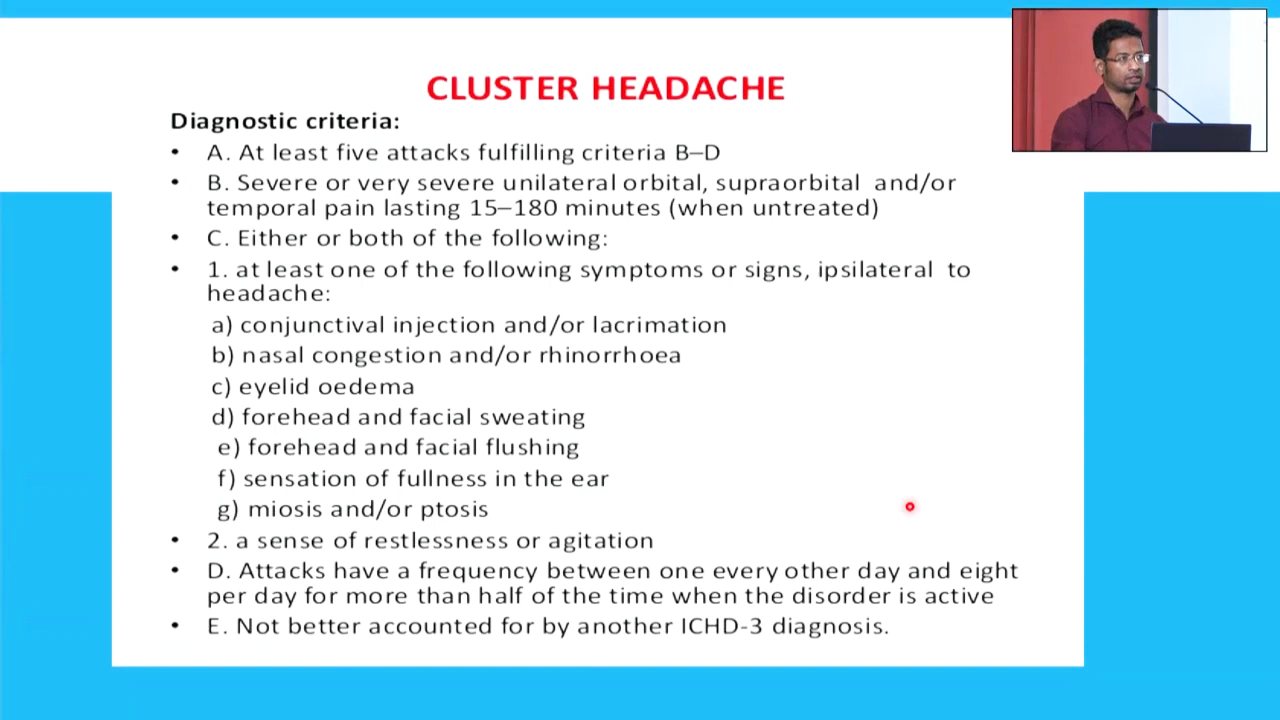 CLUSTER HEADACHE
Diagnostic criteria:
• A. At least five attacks fulfilling criteria B–D
• B. Severe or very severe unilateral orbital, supraorbital and/or
temporal pain lasting 15–180 minutes (when untreated)
• C. Either or both of the following:
• 1. at least one of the following symptoms or signs, ipsilateral to
headache:
a) conjunctival injection and/or lacrimation
b) nasal congestion and/or rhinorrhoea
c) eyelid oedema
d) forehead and facial sweating
e) forehead and facial flushing
f) sensation of fullness in the ear
g) miosis and/or ptosis
• 2. a sense of restlessness or agitation
• D. Attacks have a frequency between one every other day and eight
per day for more than half of the time when the disorder is active
• E. Not better accounted for by another ICHD-3 diagnosis.